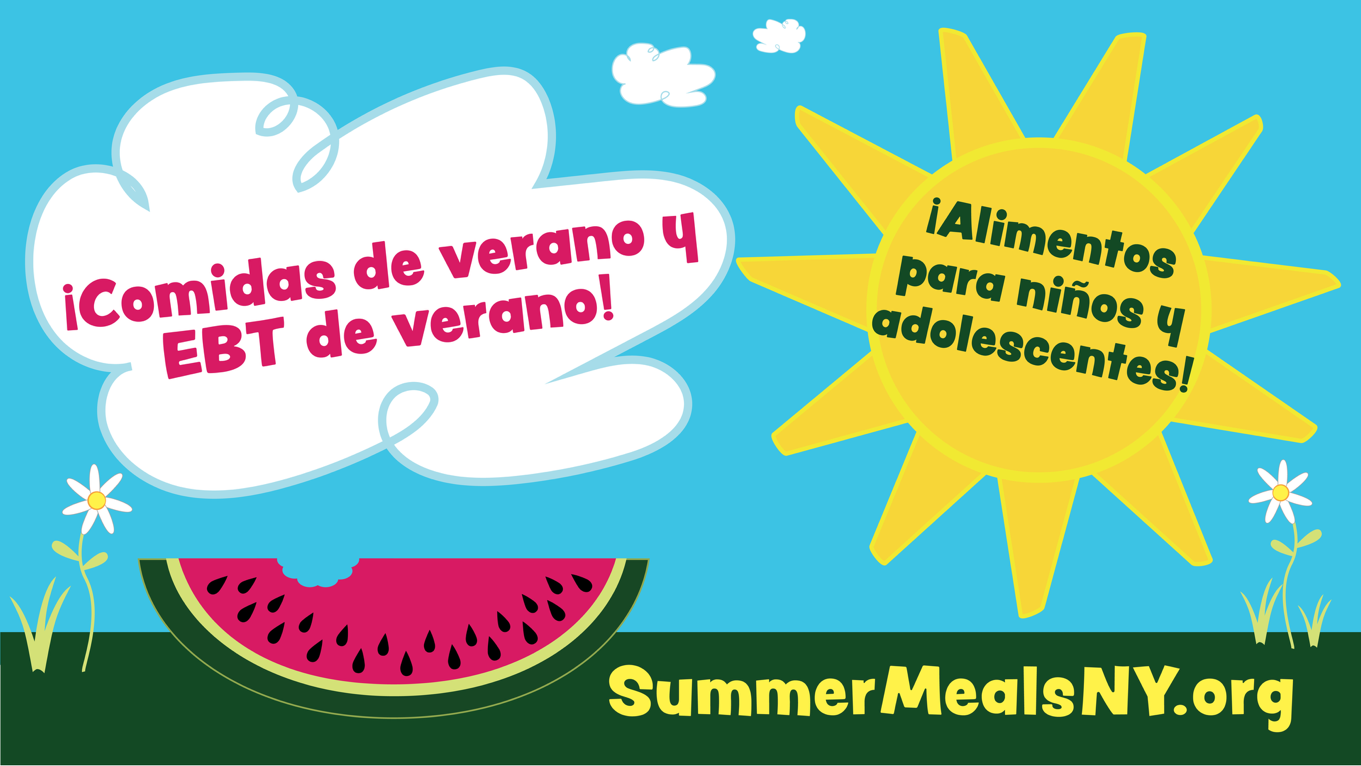 ¡Comidas de verano y
EBT de verano!
¡Alimentos
para niños y
adolescentes!
SummerMealsNY.org